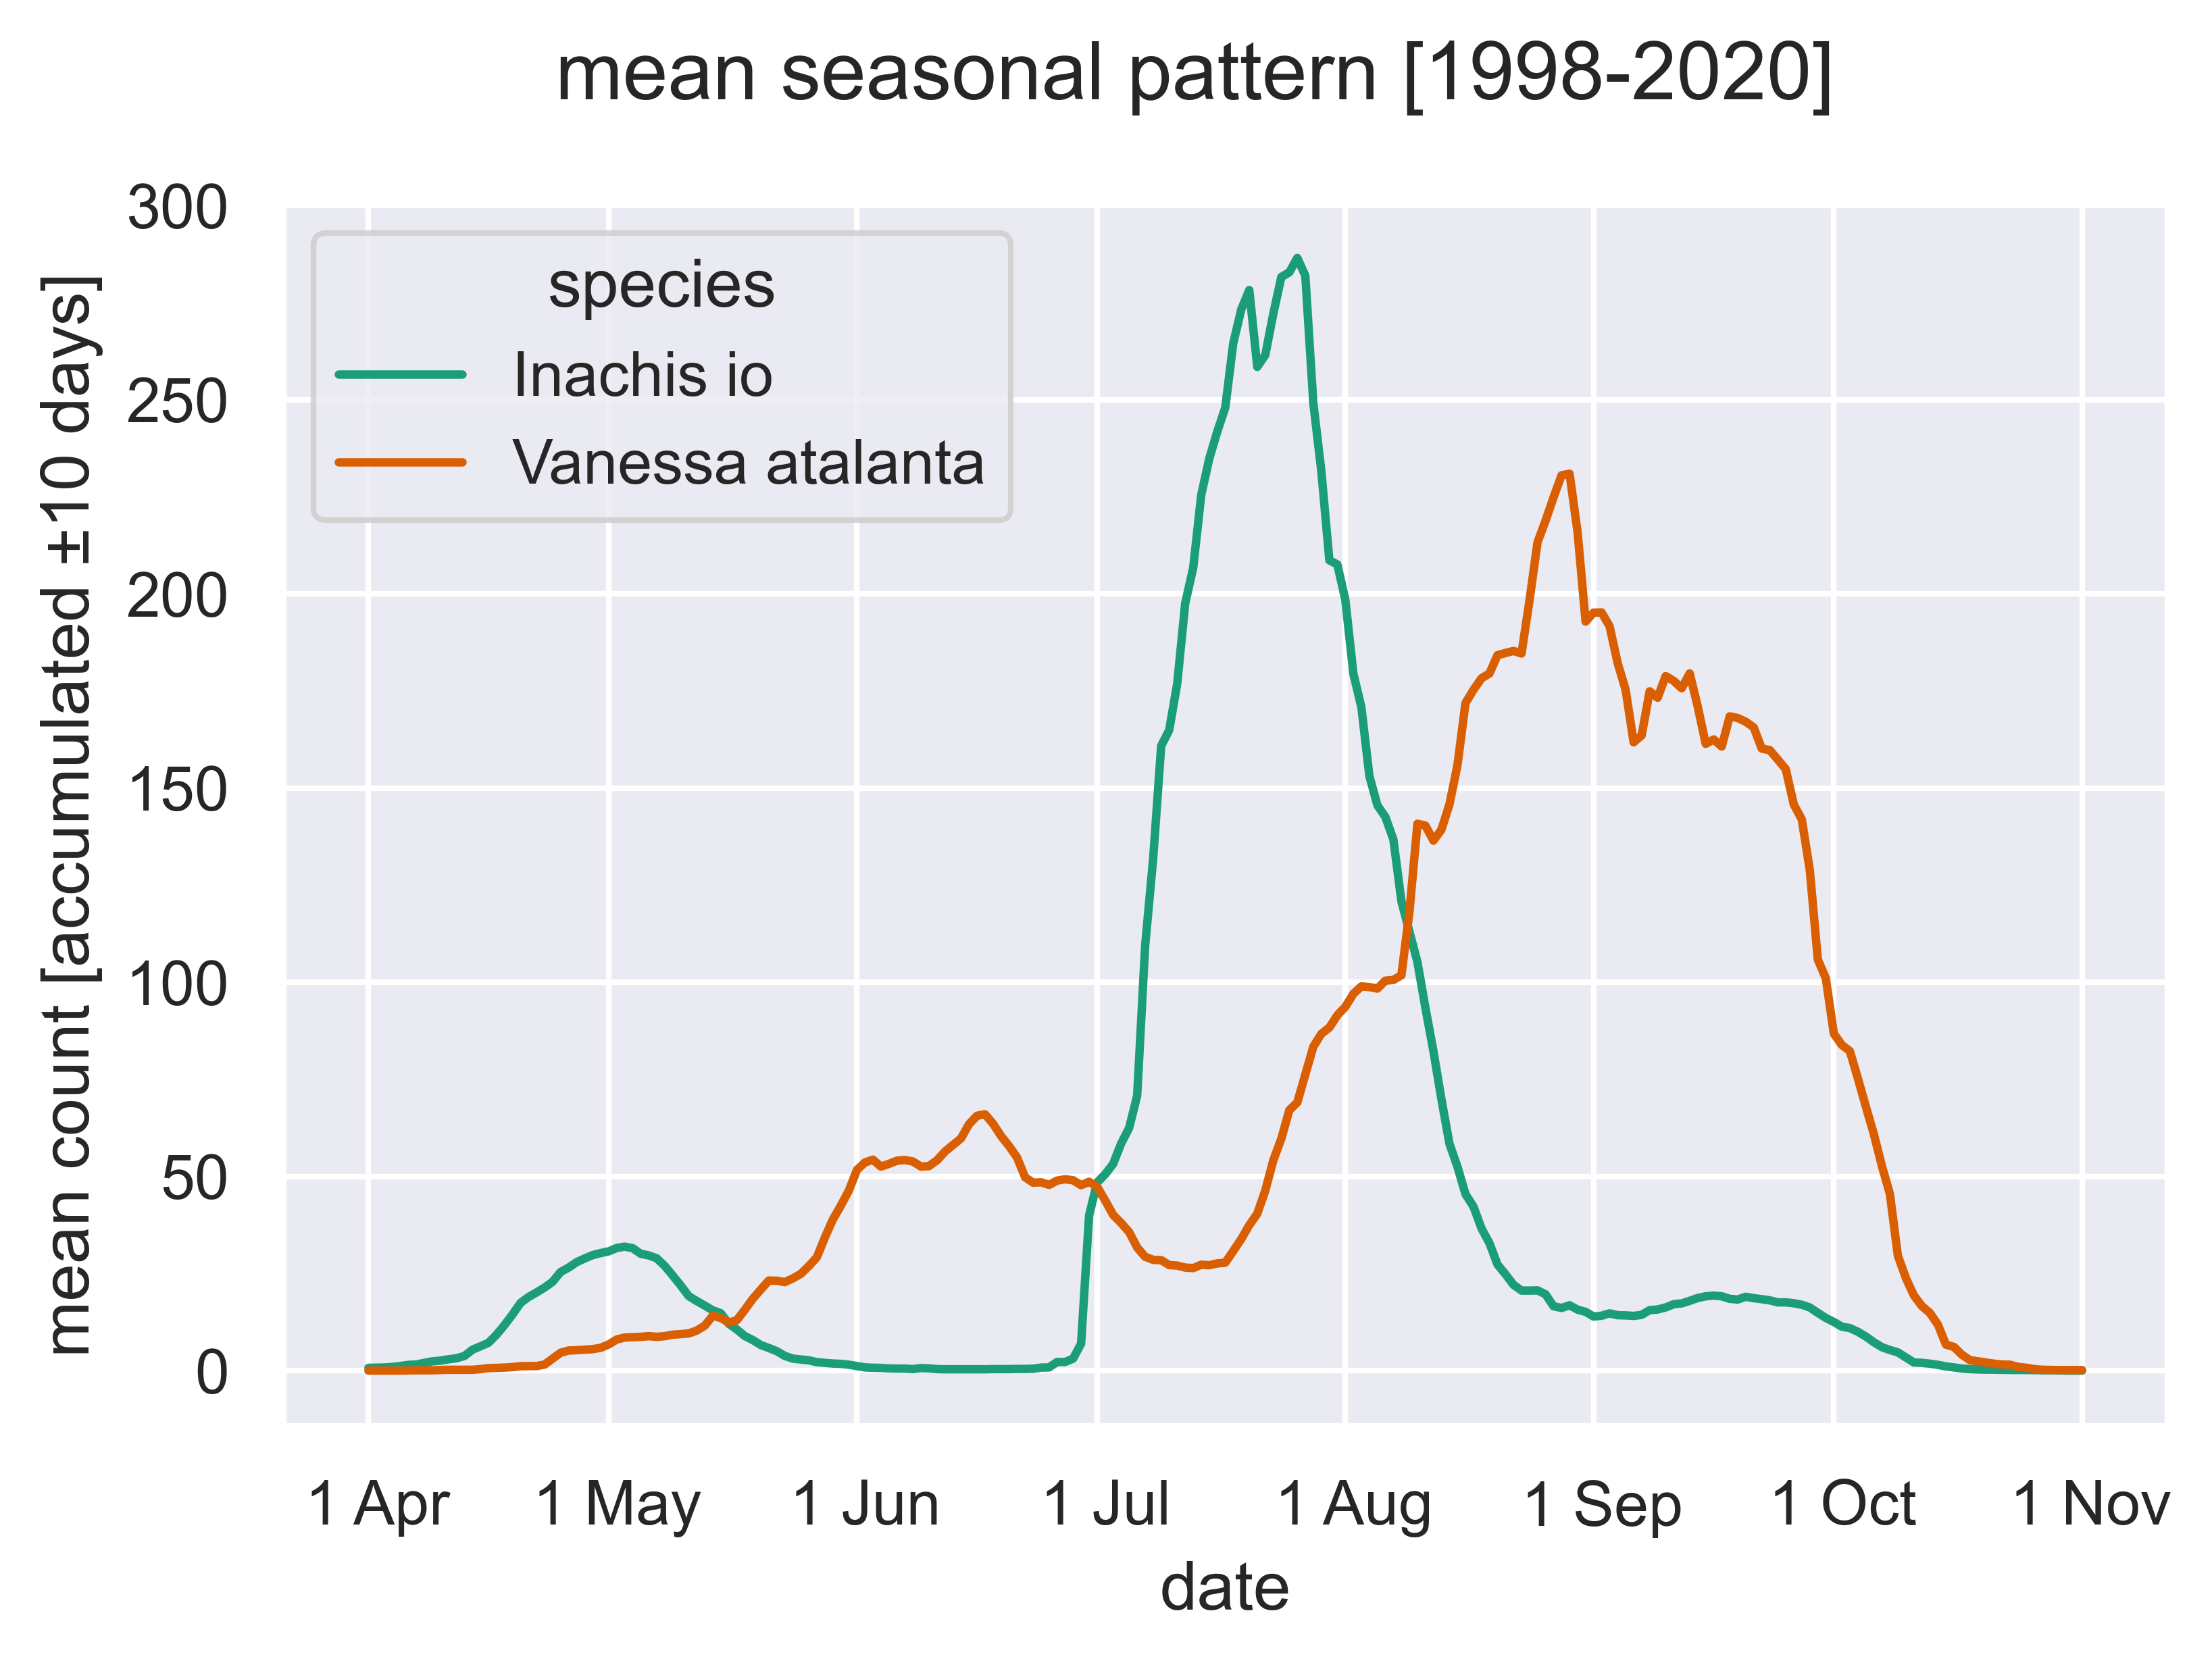 mean seasonal pattern [1998-2020]
mean count [accumulated ±10 days]
300
250
200
150
100
50
0
species
Inachis io
Vanessa atalanta
1 Apr
1 May
1 Jun
1 Jul
1 Aug
1 Sep
1 Oct
1 Nov
date